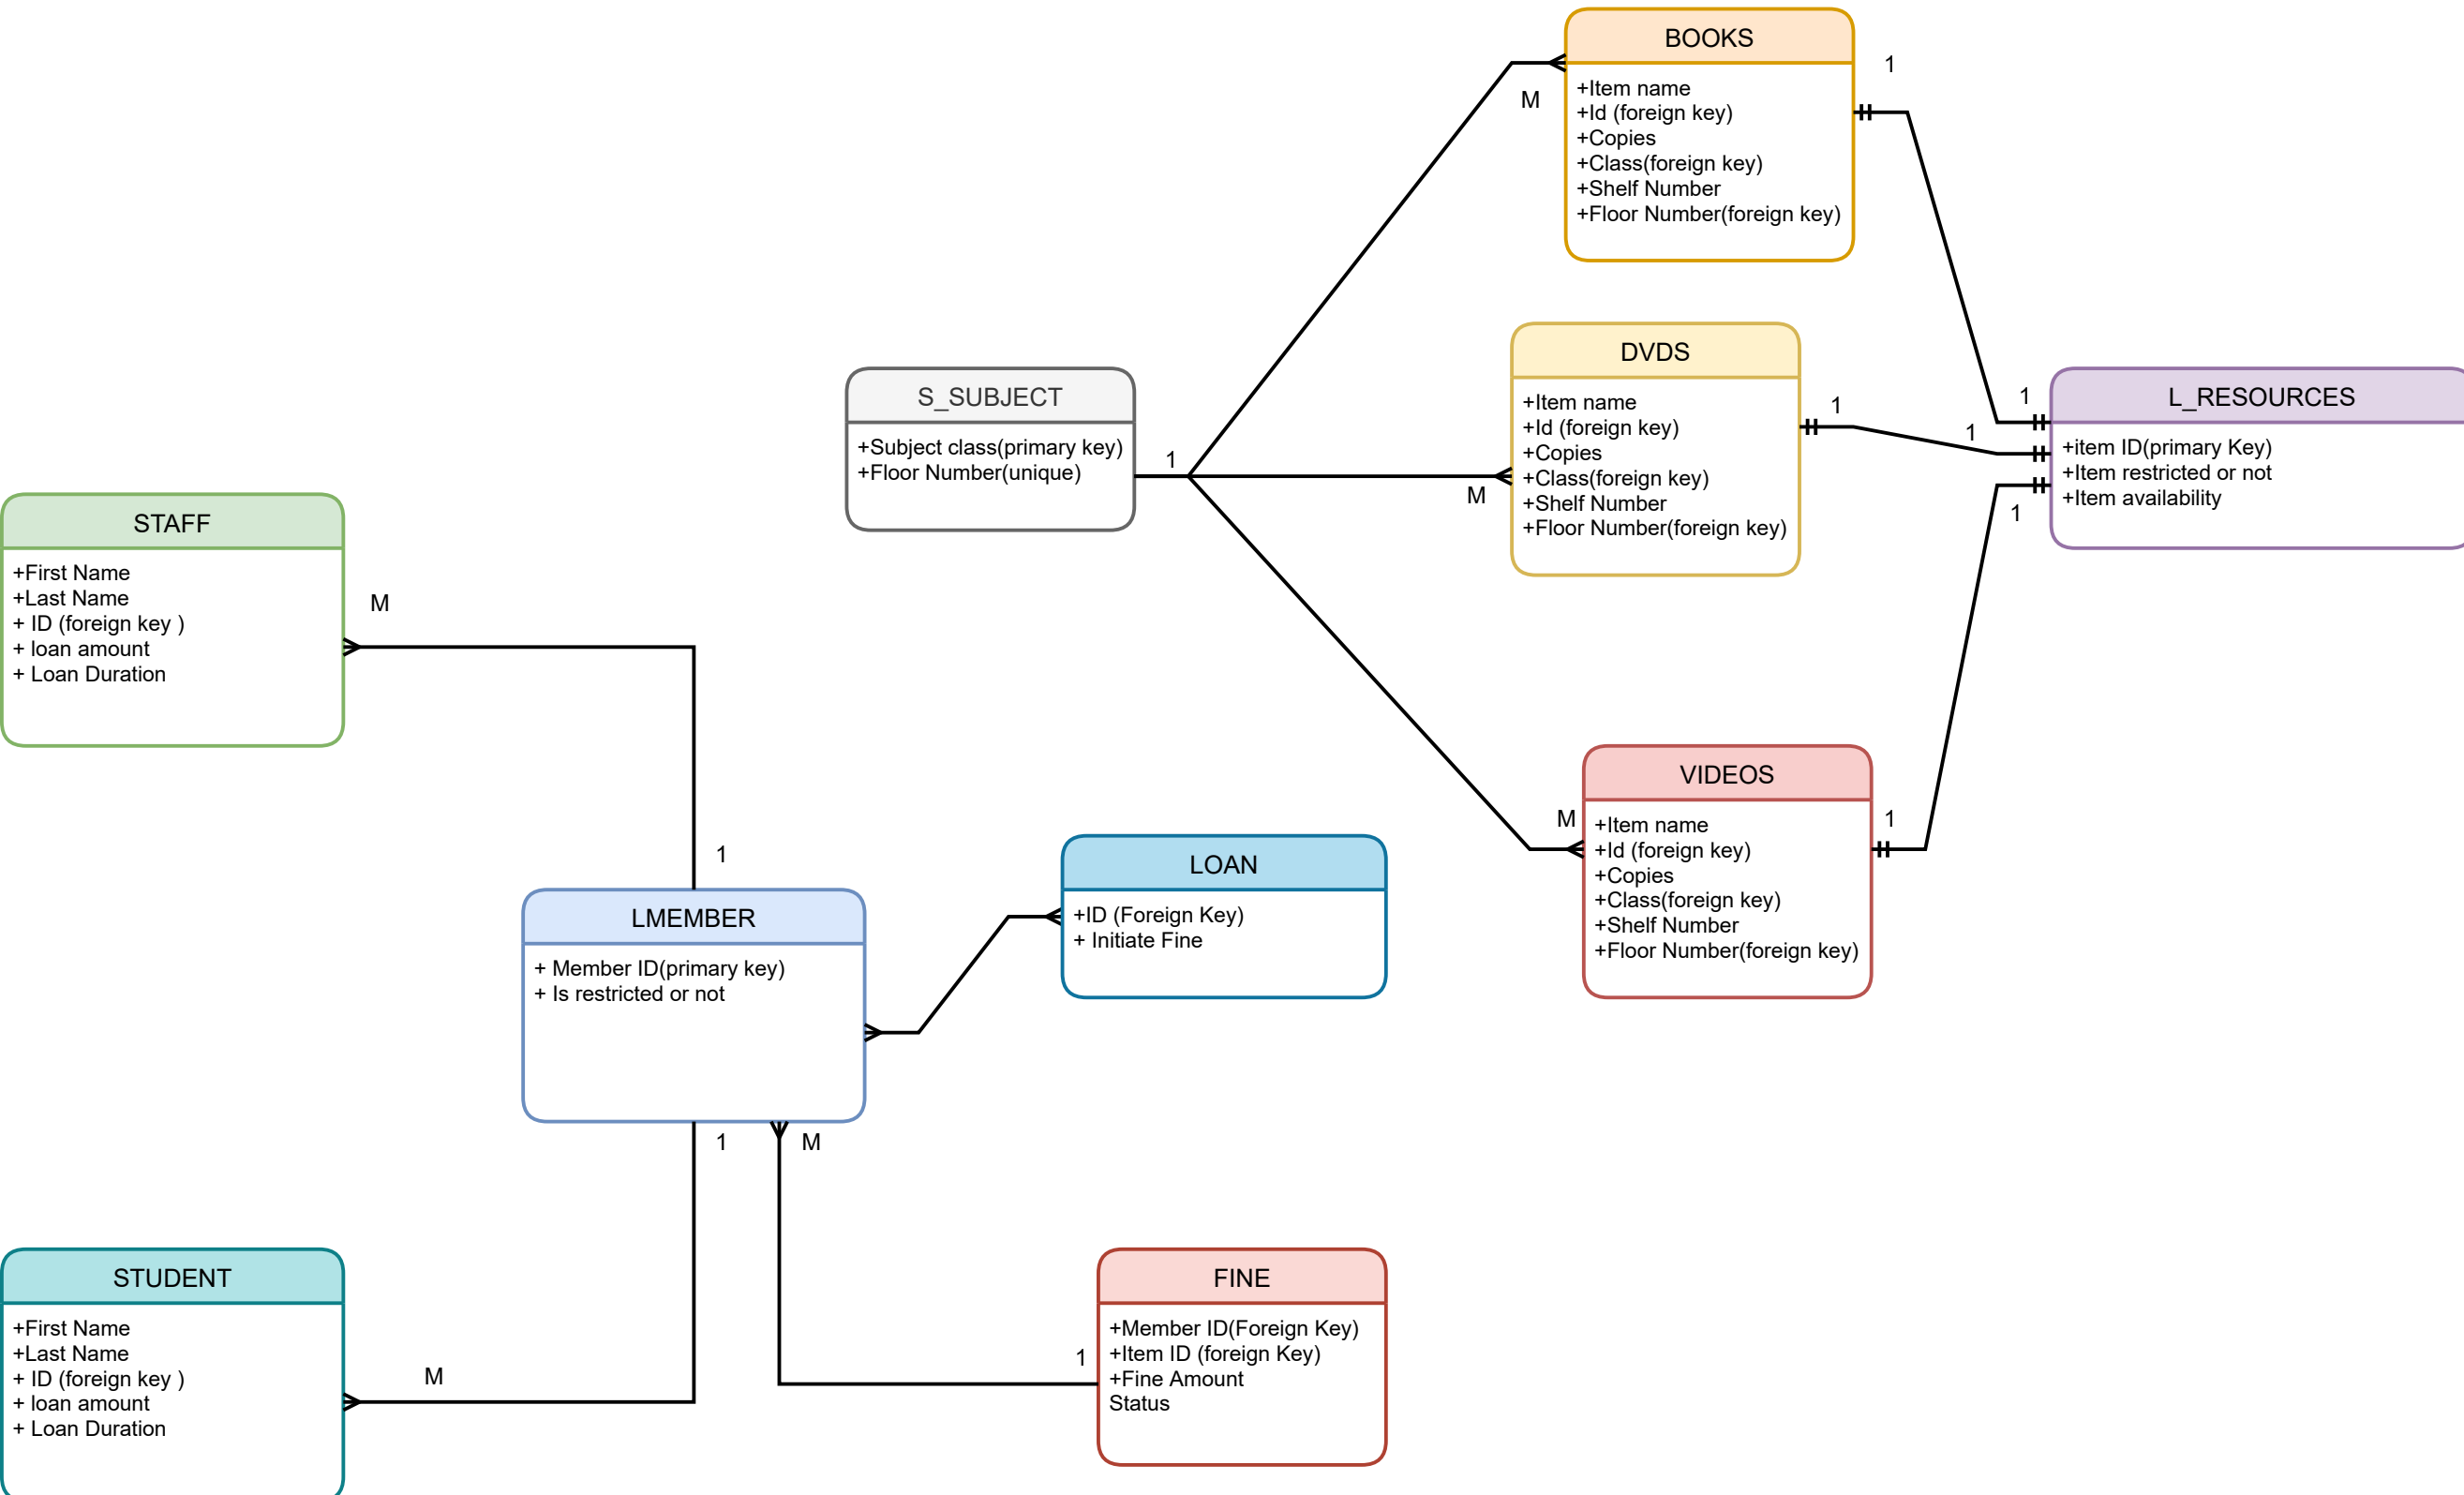 BOOKS
+Item name
+Id (foreign key)
+Copies
+Class(foreign key)
+Shelf Number
+Floor Number(foreign key)
1
M
DVDS
+Item name
+Id (foreign key)
+Copies
+Class(foreign key)
+Shelf Number
+Floor Number(foreign key)
1
M
S_SUBJECT
+Subject class(primary key)
+Floor Number(unique)
1
L_RESOURCES
+item ID(primary Key)
+Item restricted or not
+Item availability
1
1
1
STAFF
+First Name
+Last Name
+ ID (foreign key )
+ loan amount
+ Loan Duration
M
VIDEOS
+Item name
+Id (foreign key)
+Copies
+Class(foreign key)
+Shelf Number
+Floor Number(foreign key)
M
1
LOAN
+ID (Foreign Key)
+ Initiate Fine
1
LMEMBER
+ Member ID(primary key)
+ Is restricted or not
1
M
STUDENT
+First Name
+Last Name
+ ID (foreign key )
+ loan amount
+ Loan Duration
M
FINE
+Member ID(Foreign Key)
+Item ID (foreign Key)
+Fine Amount
Status
1